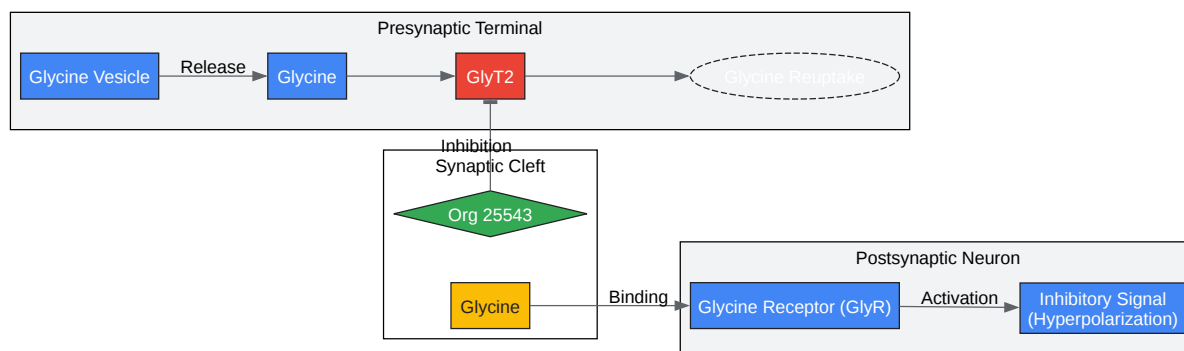 Presynaptic Terminal
Glycine Vesicle
Release
Glycine
GlyT2
Glycine Reuptake
Inhibition
Synaptic Cleft
Org 25543
Glycine
Binding
Postsynaptic Neuron
Glycine Receptor (GlyR)
Activation
Inhibitory Signal
(Hyperpolarization)